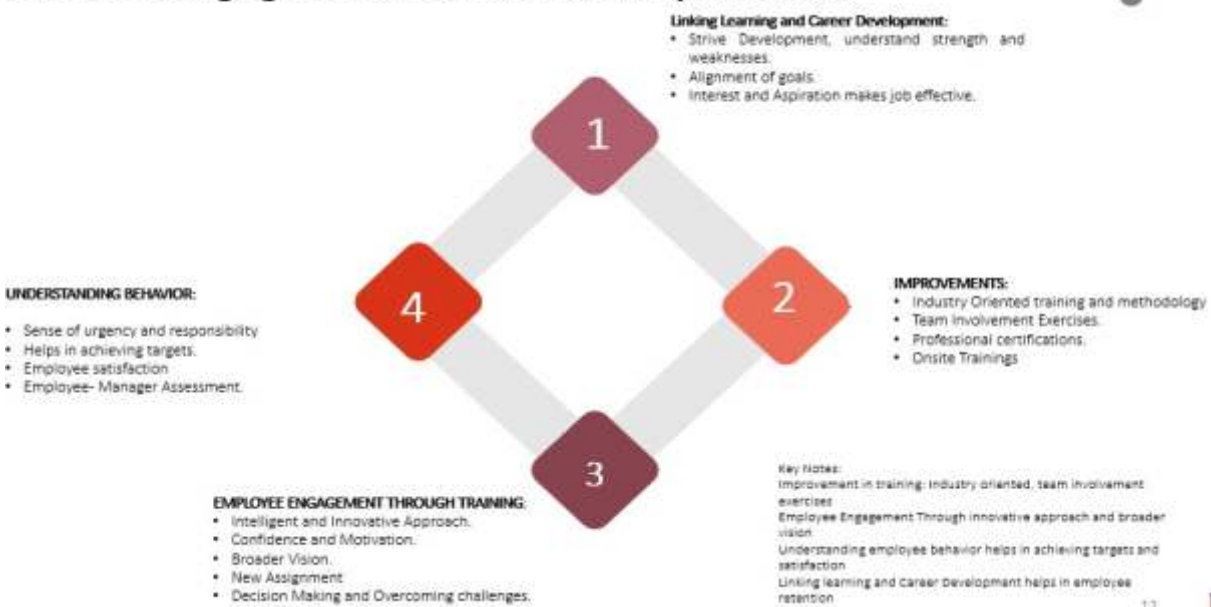 Linking Learning and Career Development:
• Strive Development, understand strength and
weaknesses.
• Alignment of goals.
• Interest and Aspiration makes job effective.
1
4
2
3
UNDERSTANDING BEHAVIOR:
• Sense of urgency and responsibility
• Helps in achieving targets.
• Employee satisfaction
• Employee- Manager Assessment.
IMPROVEMENTS:
• Industry Oriented training and methodology
• Team Involvement Exercises.
• Professional certifications.
• Onsite Trainings
EMPLOYEE ENGAGEMENT THROUGH TRAINING:
• Intelligent and Innovative Approach.
• Confidence and Motivation.
• Broader Vision.
• New Assignment
• Decision Making and Overcoming challenges.
Key Notes:
Improvement in training: Industry oriented, team involvement
exercises
Employee Engagement Through innovative approach and broader
vision
Understanding employee behavior helps in achieving targets and
satisfaction
Linking learning and Career Development helps in employee
retention